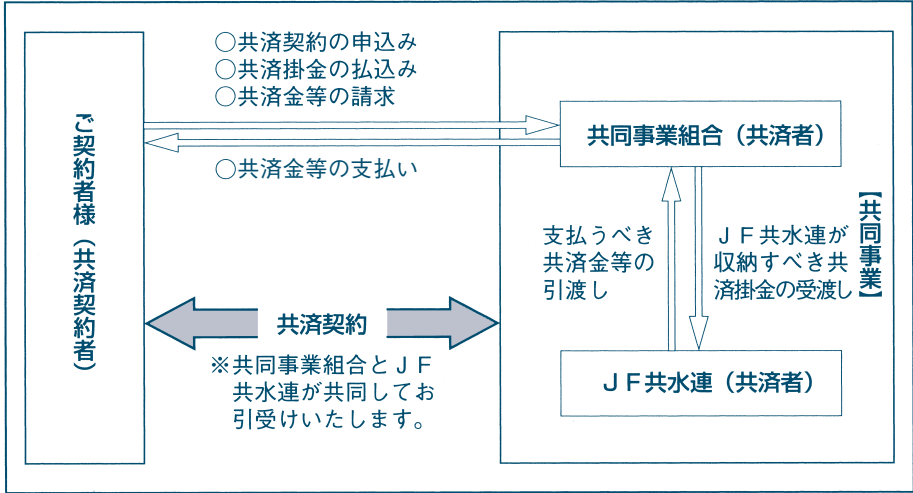 ご契約者様（共済契約者）
○共済契約の申込み
○共済掛金の払込み
○共済金等の請求
○共済金等の支払い
共済契約
※共同事業組合とＪＦ
共水連が共同してお
引受けいたします。
共同事業組合（共済者）
支払うべき
共済金等の
引渡し
ＪＦ共水連が
収納すべき共
済掛金の受渡し
【共同事業】
ＪＦ共水連（共済者）